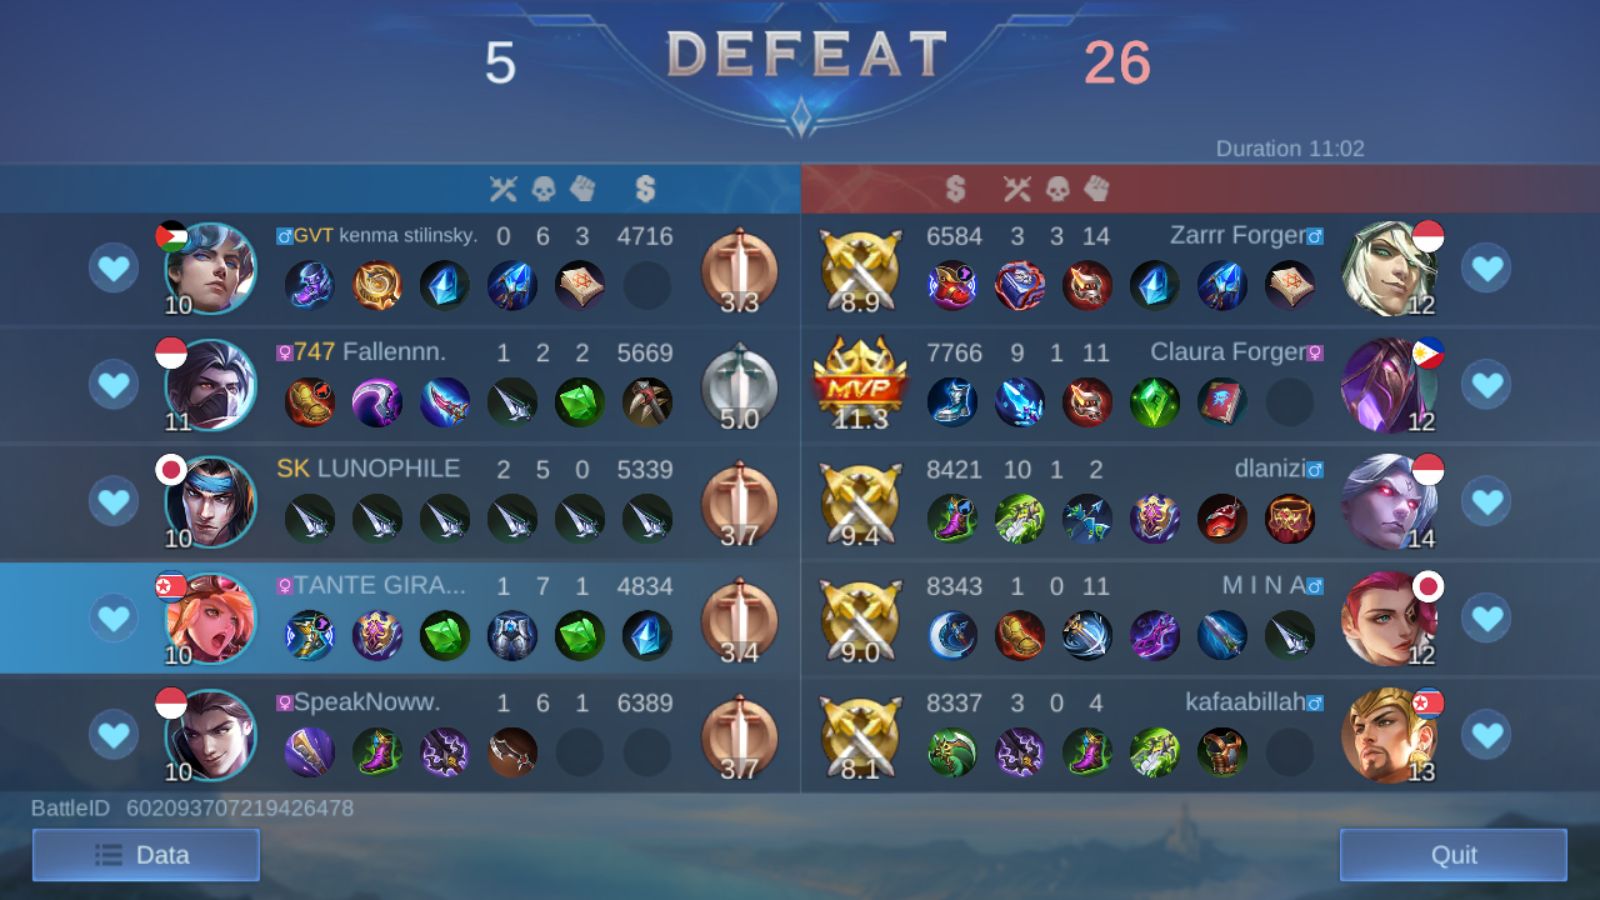 5 DEFEAT 26
Duration 11:02
GVT kenma stilinsky. 0 6 3 4716
10 3.3
6584 3 3 14 Zarrr Forger
8.9 12
747 Fallennn. 1 2 2 5669
11 5.0
7766 9 1 11 Claura Forger
MVP
11.3 12
SK LUNOPHILE 2 5 0 5339
10 3.7
8421 10 1 2 dlanizi
9.4 14
TANTE GIRA... 1 7 1 4834
10 3.4
8343 1 0 11 M I N A
9.0 12
SpeakNoww. 1 6 1 6389
10 3.7
8337 3 0 4 kafaabillah
8.1 13
BattleID 602093707219426478
Data
Quit